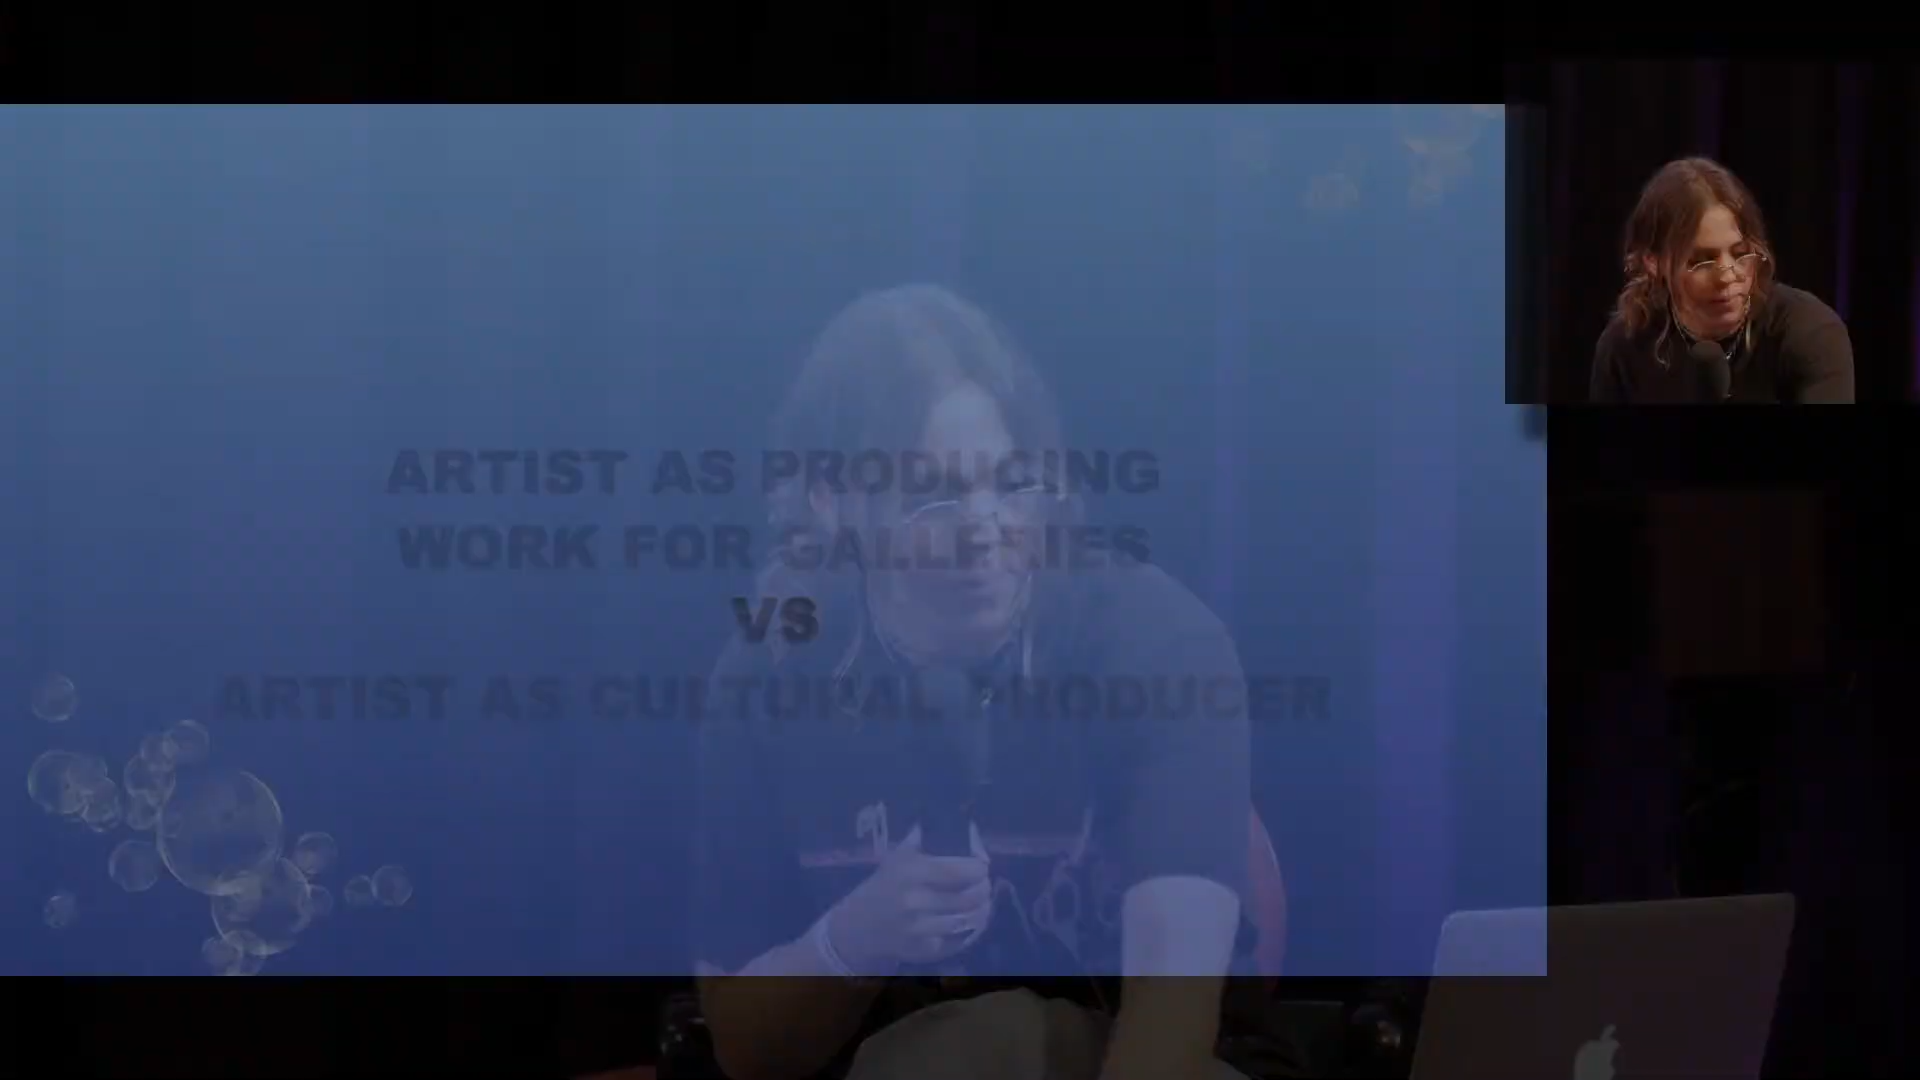 ARTIST AS PRODUCING
WORK FOR GALLERIES
VS
ARTIST AS CULTURAL PRODUCER